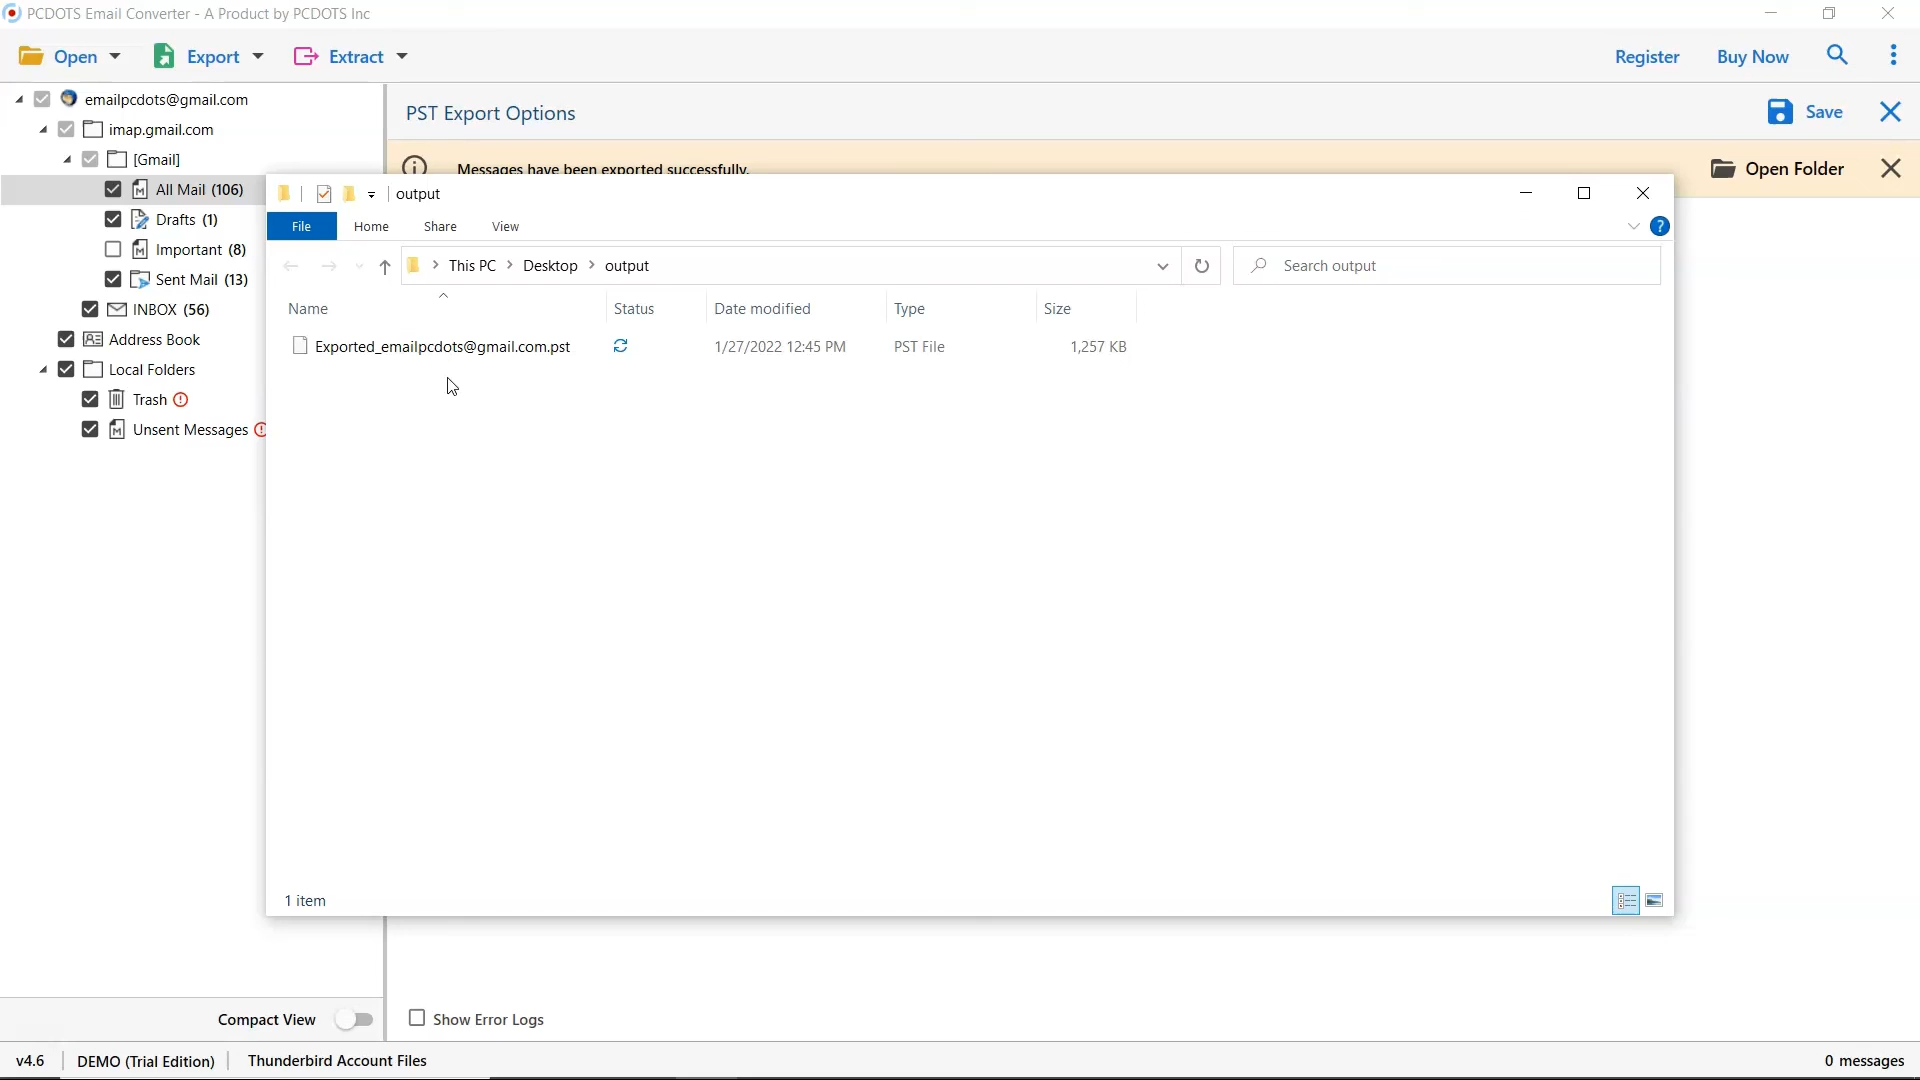 PCDOTS Email Converter - A Product by PCDOTS Inc
Open Export Extract Register Buy Now
emailpcdots@gmail.com
imap.gmail.com
[Gmail]
All Mail (106)
Drafts (1)
Important (8)
Sent Mail (13)
INBOX (56)
Address Book
Local Folders
Trash
Unsent Messages
PST Export Options Save
Messages have been exported successfully. Open Folder
output
File Home Share View
This PC > Desktop > output Search output
Name Status Date modified Type Size
Exported_emailpcdots@gmail.com.pst 1/27/2022 12:45 PM PST File 1,257 KB
1 item
Compact View Show Error Logs
v4.6 DEMO (Trial Edition) Thunderbird Account Files 0 messages